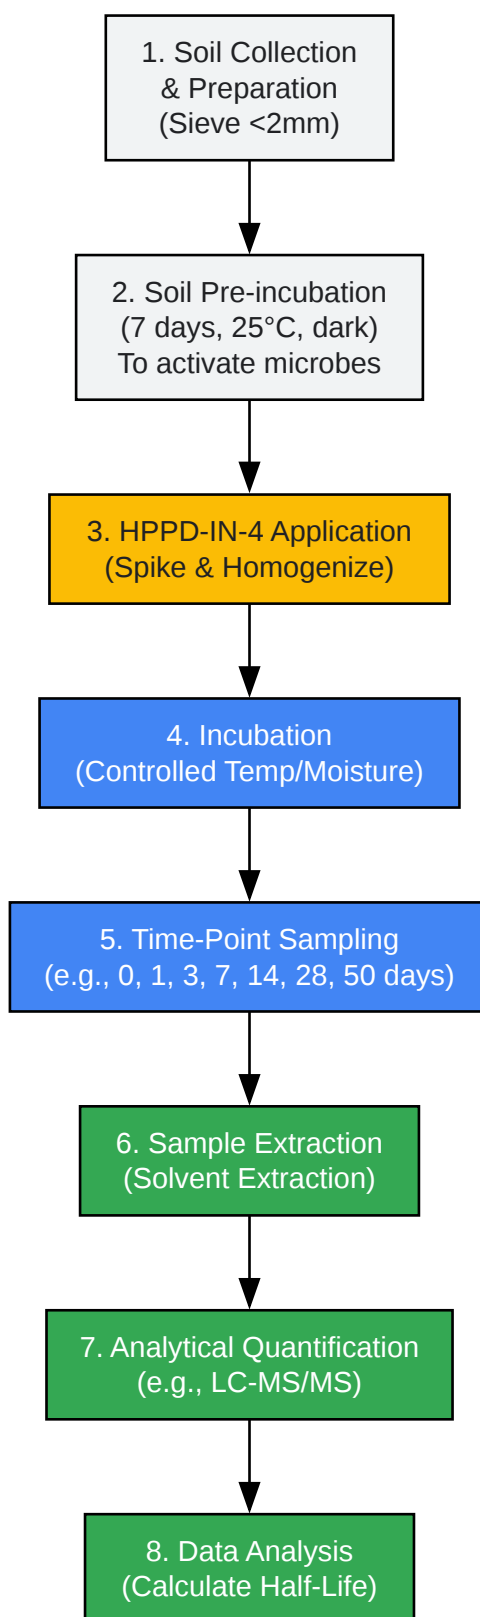 1. Soil Collection
& Preparation
(Sieve <2mm)
2. Soil Pre-incubation
(7 days, 25°C, dark)
To activate microbes
3. HPPD-IN-4 Application
(Spike & Homogenize)
4. Incubation
(Controlled Temp/Moisture)
5. Time-Point Sampling
(e.g., 0, 1, 3, 7, 14, 28, 50 days)
6. Sample Extraction
(Solvent Extraction)
7. Analytical Quantification
(e.g., LC-MS/MS)
8. Data Analysis
(Calculate Half-Life)